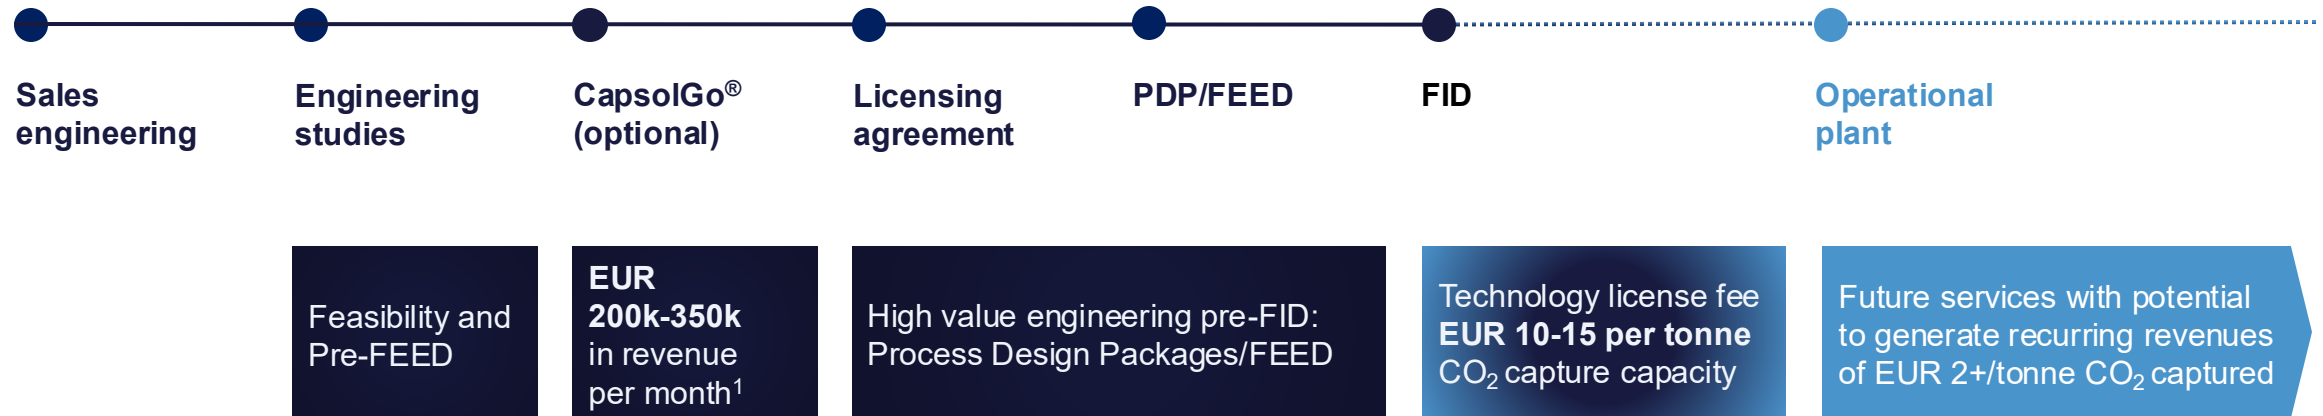 Sales
engineering
Engineering
studies
CapsolGo®
(optional)
Licensing
agreement
PDP/FEED
FID
Operational
plant
Feasibility and
Pre-FEED
EUR
200k-350k
in revenue
per month¹
High value engineering pre-FID:
Process Design Packages/FEED
Technology license fee
EUR 10-15 per tonne
CO₂ capture capacity
Future services with potential
to generate recurring revenues
of EUR 2+/tonne CO₂ captured